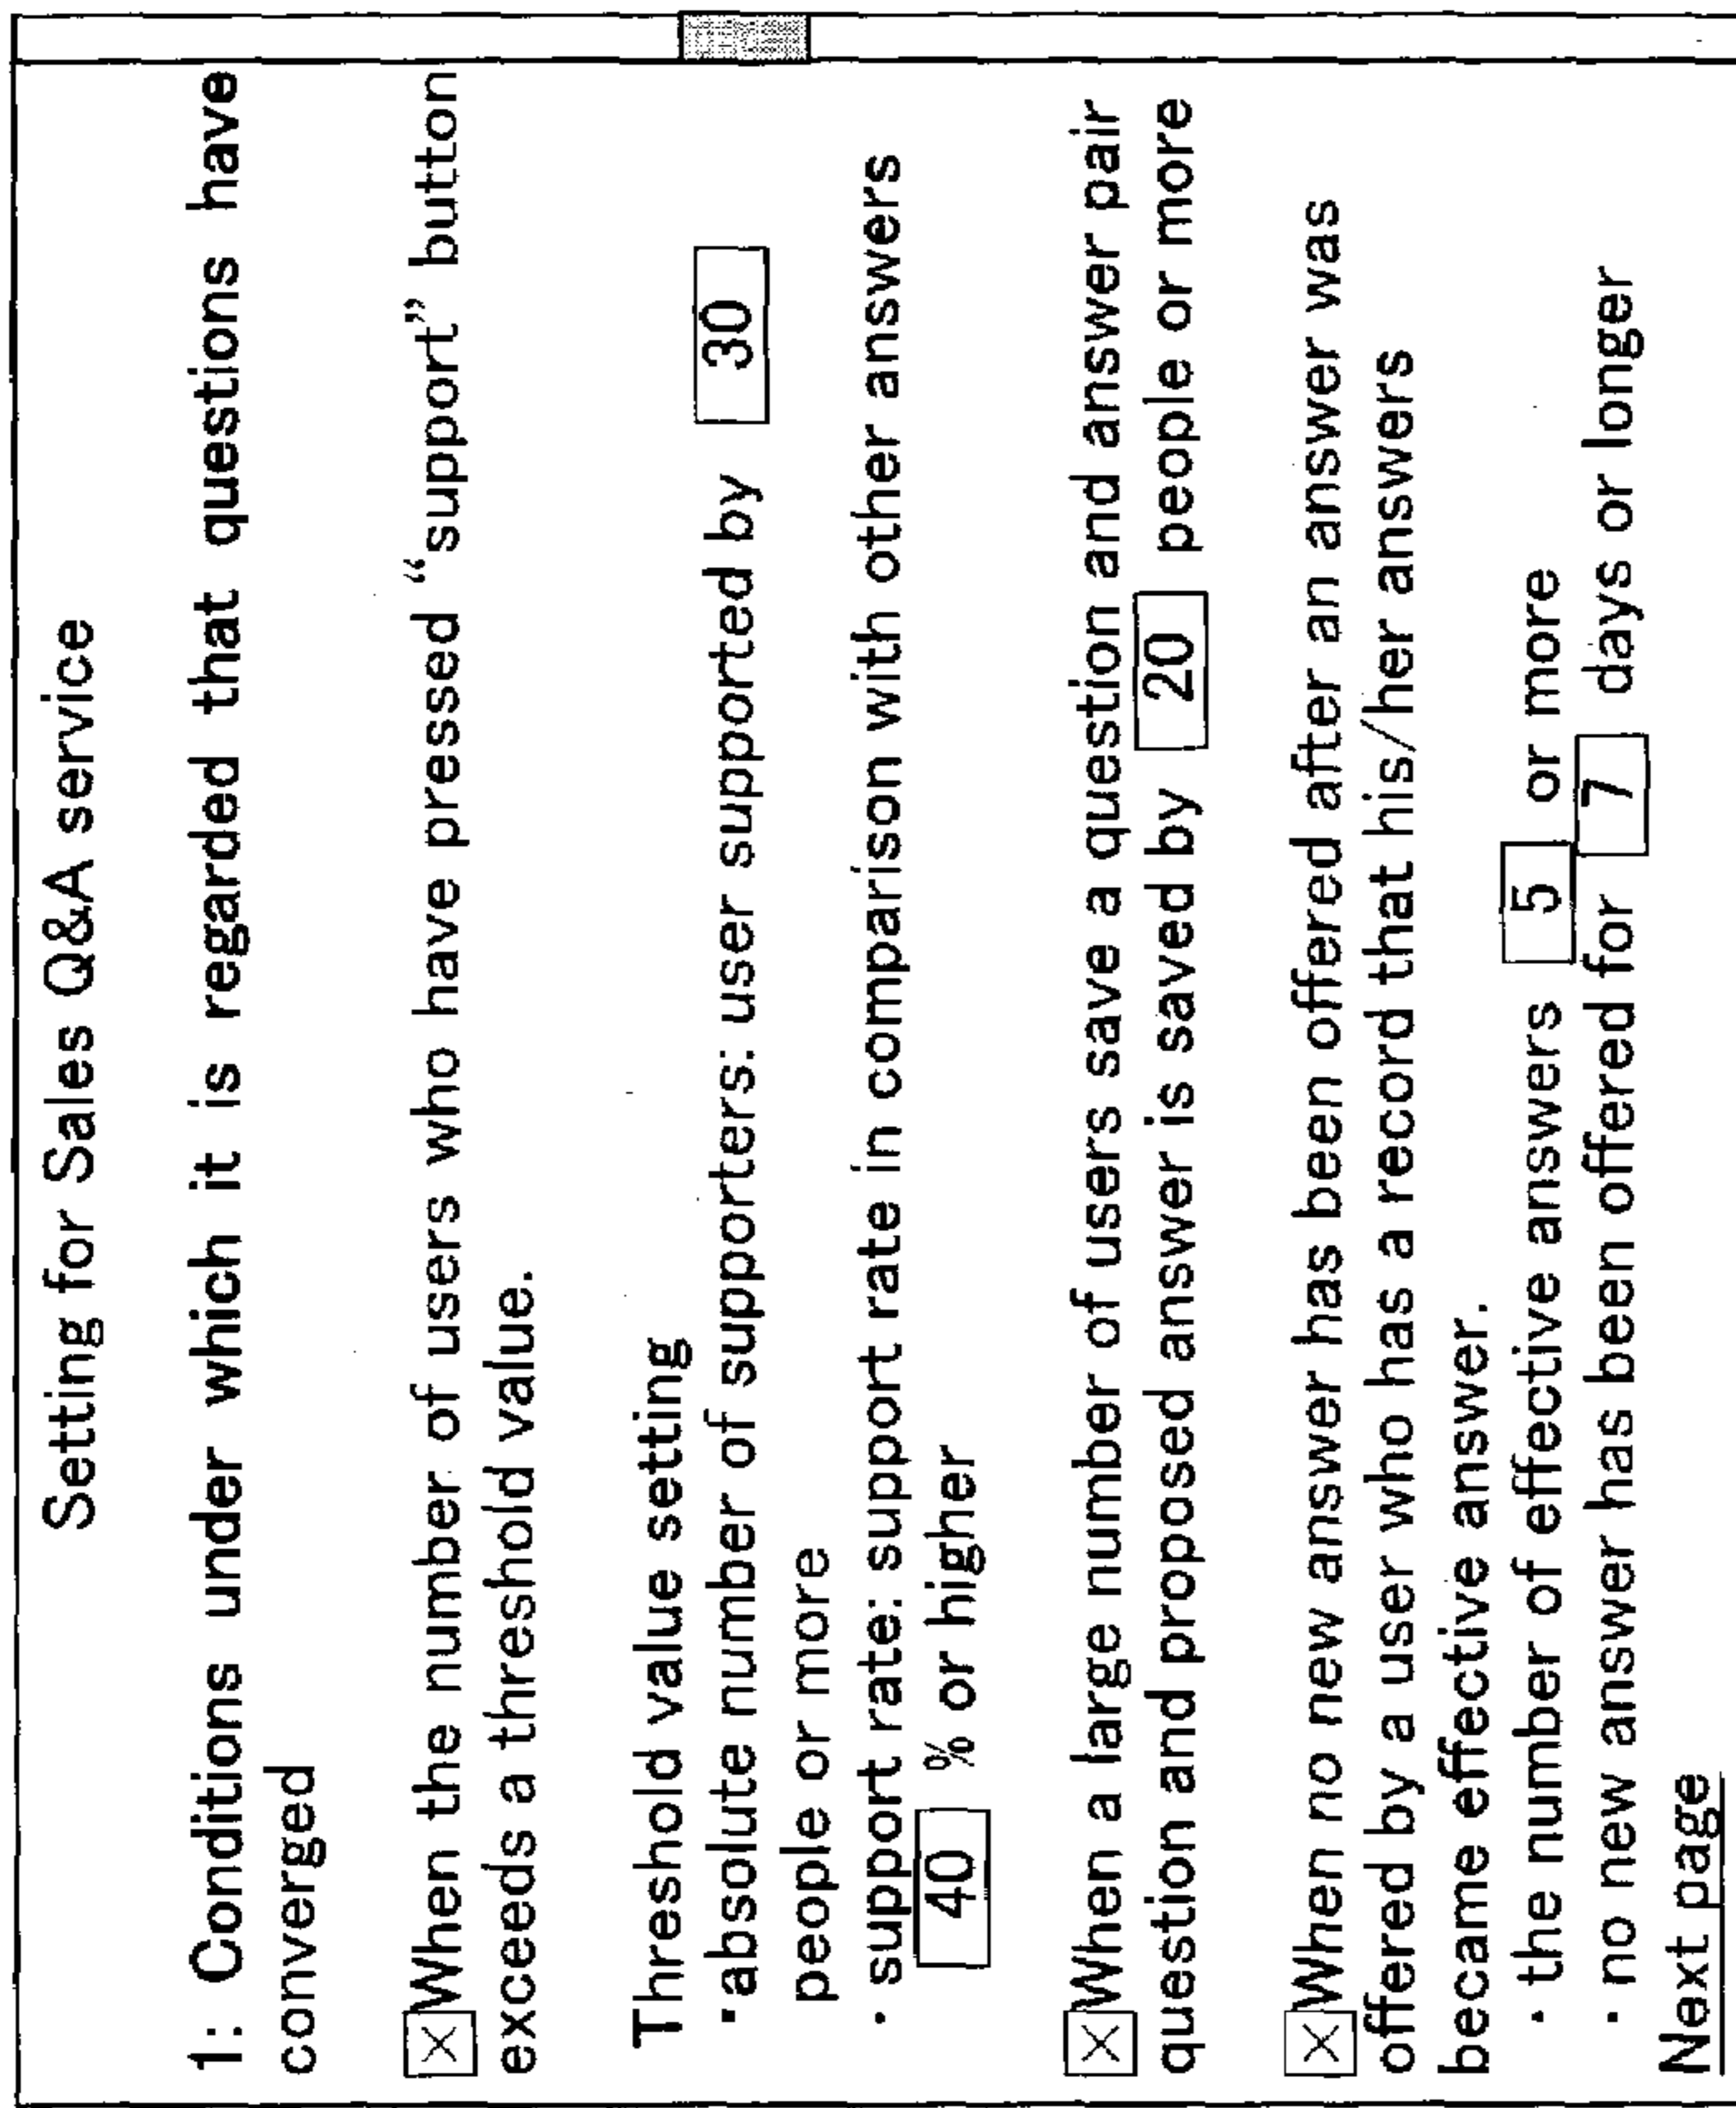 Setting for Sales Q&A service
1: Conditions under which it is regarded that questions have
converged
When the number of users who have pressed “support” button
exceeds a threshold value.
Threshold value setting
・absolute number of supporters: user supported by 30
people or more
・support rate: support rate in comparison with other answers
40 % or higher
When a large number of users save a question and answer pair
question and proposed answer is saved by 20 people or more
When no new answer has been offered after an answer was
offered by a user who has a record that his/her answers
became effective answer.
・the number of effective answers 5 or more
・no new answer has been offered for 7 days or longer
Next page